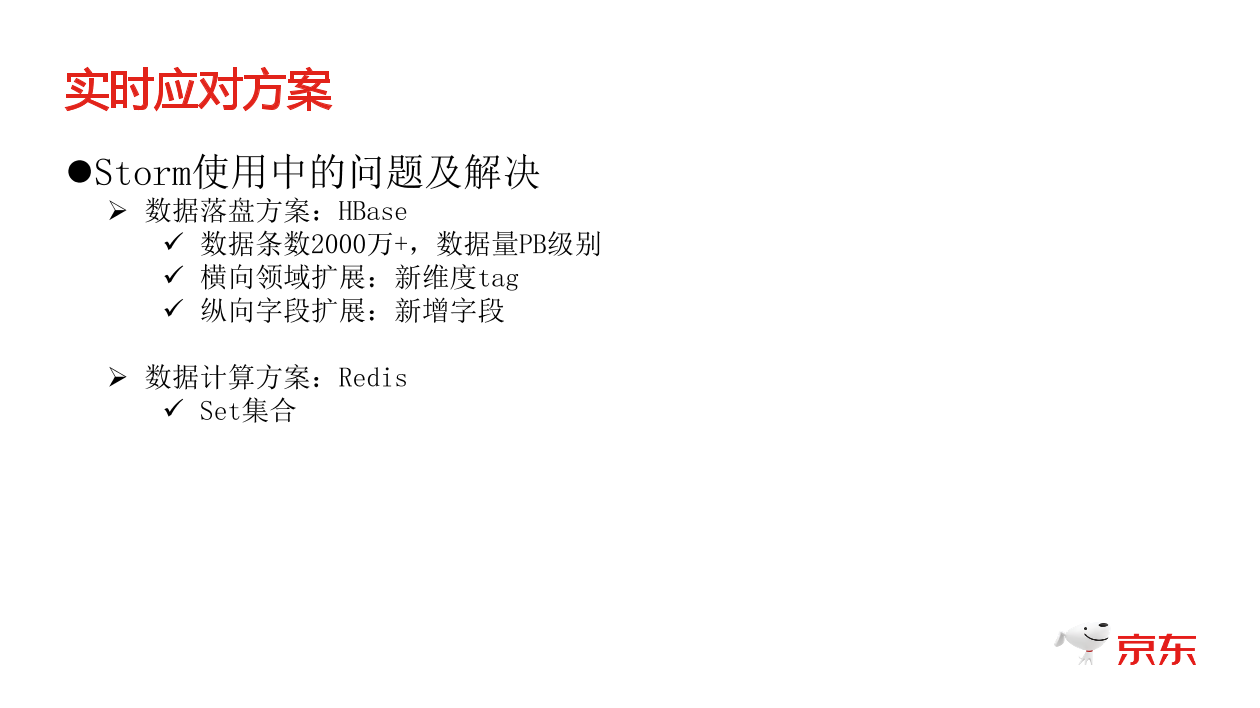 实时应对方案
●Storm使用中的问题及解决
➢ 数据落盘方案：HBase
✓ 数据条数2000万+，数据量PB级别
✓ 横向领域扩展：新维度tag
✓ 纵向字段扩展：新增字段
➢ 数据计算方案：Redis
✓ Set集合
京东